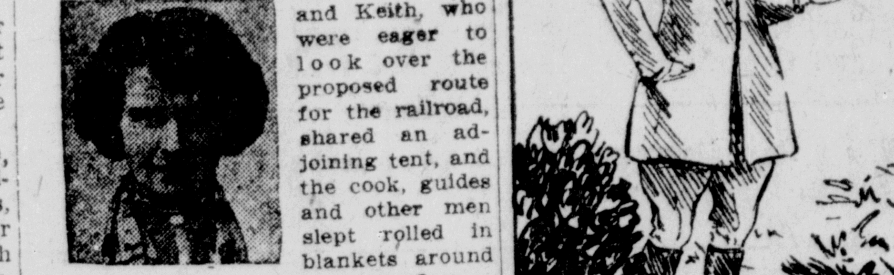 and Keith, who
were eager to
look over the
proposed route
for the railroad,
shared an ad-
joining tent, and
the cook, guides
and other men
slept rolled in
blankets around